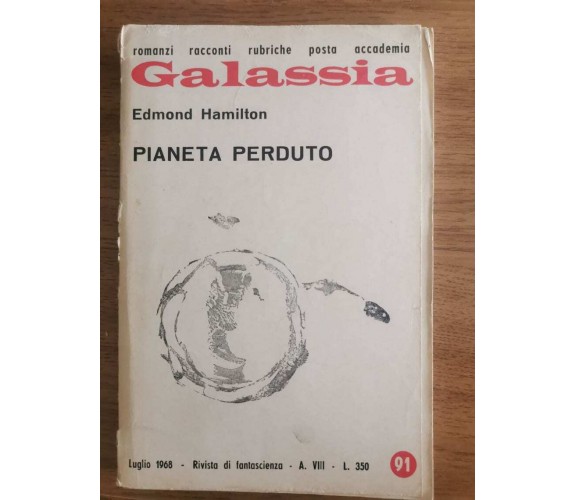 romanzi racconti rubriche posta accademia
Galassia
Edmond Hamilton
PIANETA PERDUTO
Luglio 1968 - Rivista di fantascienza - A. VIII - L. 350 91